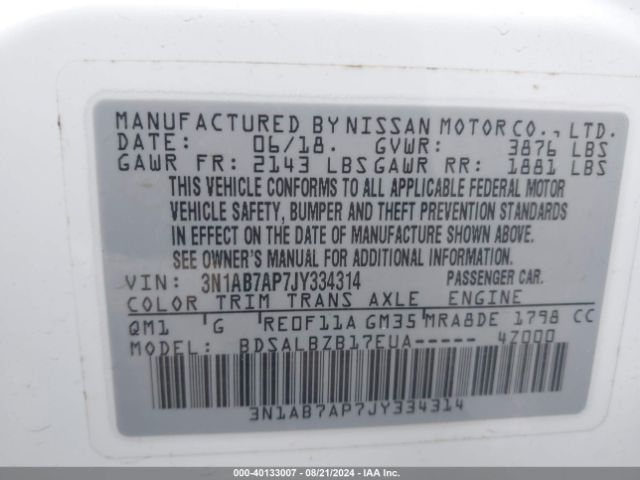 MANUFACTURED BY NISSAN MOTOR CO., LTD.
DATE: 06/18. GVWR: 3876 LBS
GAWR FR: 2143 LBS GAWR RR: 1881 LBS
THIS VEHICLE CONFORMS TO ALL APPLICABLE FEDERAL MOTOR
VEHICLE SAFETY, BUMPER AND THEFT PREVENTION STANDARDS
IN EFFECT ON THE DATE OF MANUFACTURE SHOWN ABOVE.
SEE OWNER'S MANUAL FOR ADDITIONAL INFORMATION.
VIN: 3N1AB7AP7JY334314 PASSENGER CAR.
COLOR TRIM TRANS AXLE ENGINE
QM1 G RE0F11A GM35 MRA8DE 1798 CC
MODEL: BDSALBZB17EUA----- 4Z000
3N1AB7AP7JY334314
000-40133007 - 08/21/2024 - IAA Inc.